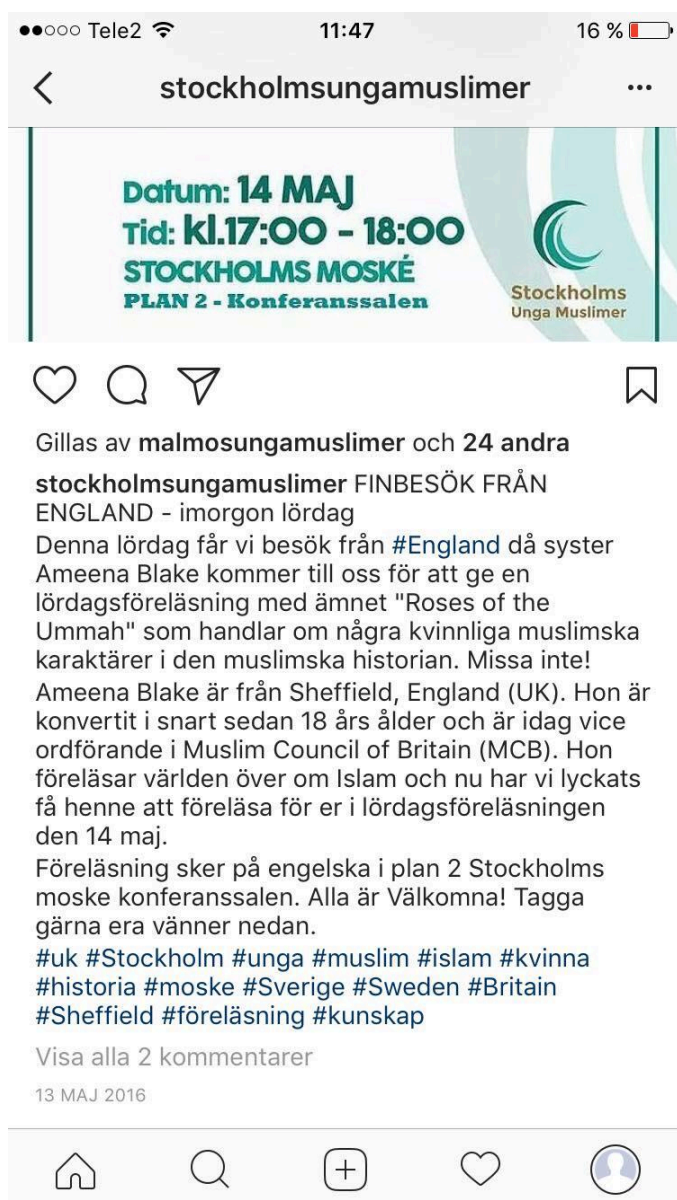 Tele2 11:47 16 %
stockholmsungamuslimer
Datum: 14 MAJ
Tid: kl.17:00 - 18:00
STOCKHOLMS MOSKÉ
PLAN 2 - Konferanssalen
Stockholms
Unga Muslimer
Gillas av malmosungamuslimer och 24 andra
stockholmsungamuslimer FINBESÖK FRÅN
ENGLAND - imorgon lördag
Denna lördag får vi besök från #England då syster
Ameena Blake kommer till oss för att ge en
lördagsföreläsning med ämnet "Roses of the
Ummah" som handlar om några kvinnliga muslimska
karaktärer i den muslimska historian. Missa inte!
Ameena Blake är från Sheffield, England (UK). Hon är
konvertit i snart sedan 18 års ålder och är idag vice
ordförande i Muslim Council of Britain (MCB). Hon
föreläsar världen över om Islam och nu har vi lyckats
få henne att föreläsa för er i lördagsföreläsningen
den 14 maj.
Föreläsning sker på engelska i plan 2 Stockholms
moske konferanssalen. Alla är Välkomna! Tagga
gärna era vänner nedan.
#uk #Stockholm #unga #muslim #islam #kvinna
#historia #moske #Sverige #Sweden #Britain
#Sheffield #föreläsning #kunskap
Visa alla 2 kommentarer
13 MAJ 2016